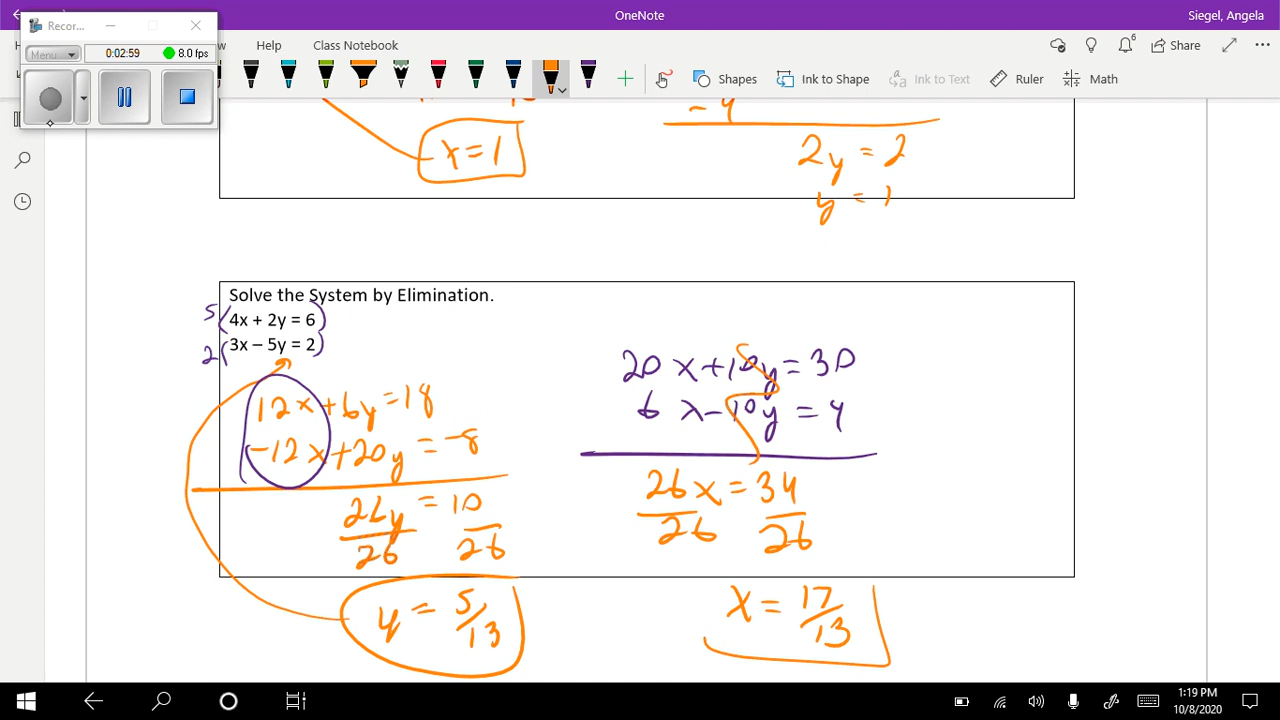 OneNote
Siegel, Angela
Recor...
Menu
0:02:59
8.0 fps
Help
Class Notebook
6
Share
Shapes
Ink to Shape
Ink to Text
Ruler
Math
x = 1
- 4
2y = 2
y = 1
Solve the System by Elimination.
5 ( 4x + 2y = 6 )
2 ( 3x – 5y = 2 )
12x + 6y = 18
-12x + 20y = -8
26y = 10
26 26
y = 5/13
20x + 10y = 30
6x - 10y = 4
26x = 34
26 26
x = 17/13
1:19 PM
10/8/2020